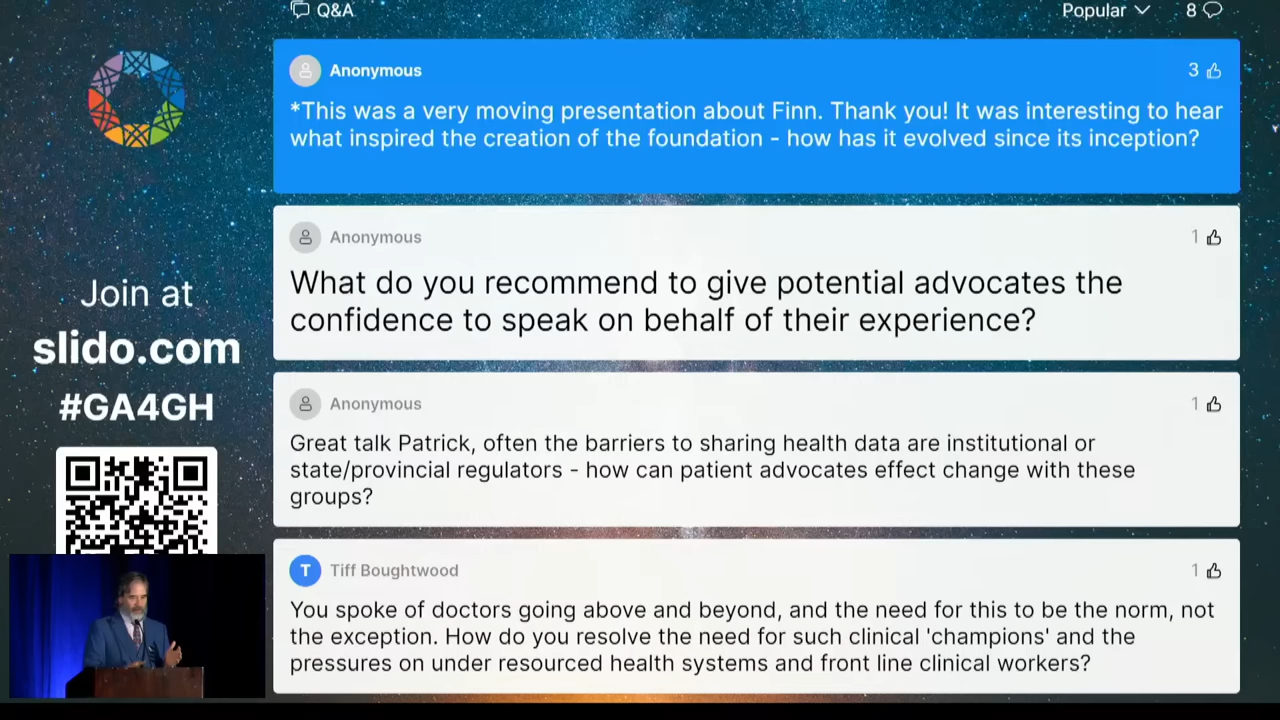 Q&A
Popular
8
Anonymous
3
*This was a very moving presentation about Finn. Thank you! It was interesting to hear
what inspired the creation of the foundation - how has it evolved since its inception?
Anonymous
1
What do you recommend to give potential advocates the
confidence to speak on behalf of their experience?
Join at
slido.com
#GA4GH
Anonymous
1
Great talk Patrick, often the barriers to sharing health data are institutional or
state/provincial regulators - how can patient advocates effect change with these
groups?
T
Tiff Boughtwood
1
You spoke of doctors going above and beyond, and the need for this to be the norm, not
the exception. How do you resolve the need for such clinical 'champions' and the
pressures on under resourced health systems and front line clinical workers?